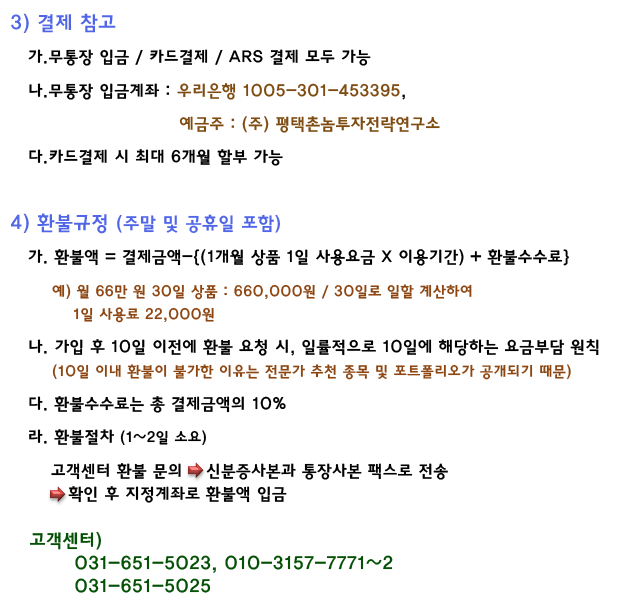 3) 결제 참고
가.무통장 입금 / 카드결제 / ARS 결제 모두 가능
나.무통장 입금계좌 : 우리은행 1005-301-453395,
예금주 : (주) 평택촌놈투자전략연구소
다.카드결제 시 최대 6개월 할부 가능
4) 환불규정 (주말 및 공휴일 포함)
가. 환불액 = 결제금액-{(1개월 상품 1일 사용요금 X 이용기간) + 환불수수료}
예) 월 66만 원 30일 상품 : 660,000원 / 30일로 일할 계산하여
1일 사용료 22,000원
나. 가입 후 10일 이전에 환불 요청 시, 일률적으로 10일에 해당하는 요금부담 원칙
(10일 이내 환불이 불가한 이유는 전문가 추천 종목 및 포트폴리오가 공개되기 때문)
다. 환불수수료는 총 결제금액의 10%
라. 환불절차 (1~2일 소요)
고객센터 환불 문의 ➡ 신분증사본과 통장사본 팩스로 전송
➡ 확인 후 지정계좌로 환불액 입금
고객센터)
031-651-5023, 010-3157-7771~2
031-651-5025